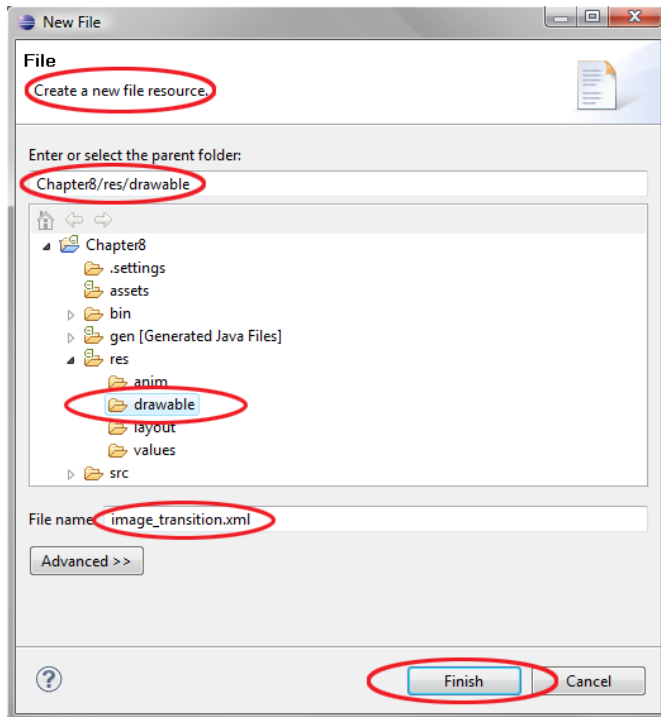 New File
File
Create a new file resource.
Enter or select the parent folder:
Chapter8/res/drawable
Chapter8
.settings
assets
bin
gen [Generated Java Files]
res
anim
drawable
layout
values
src
File name: image_transition.xml
Advanced >>
Finish Cancel